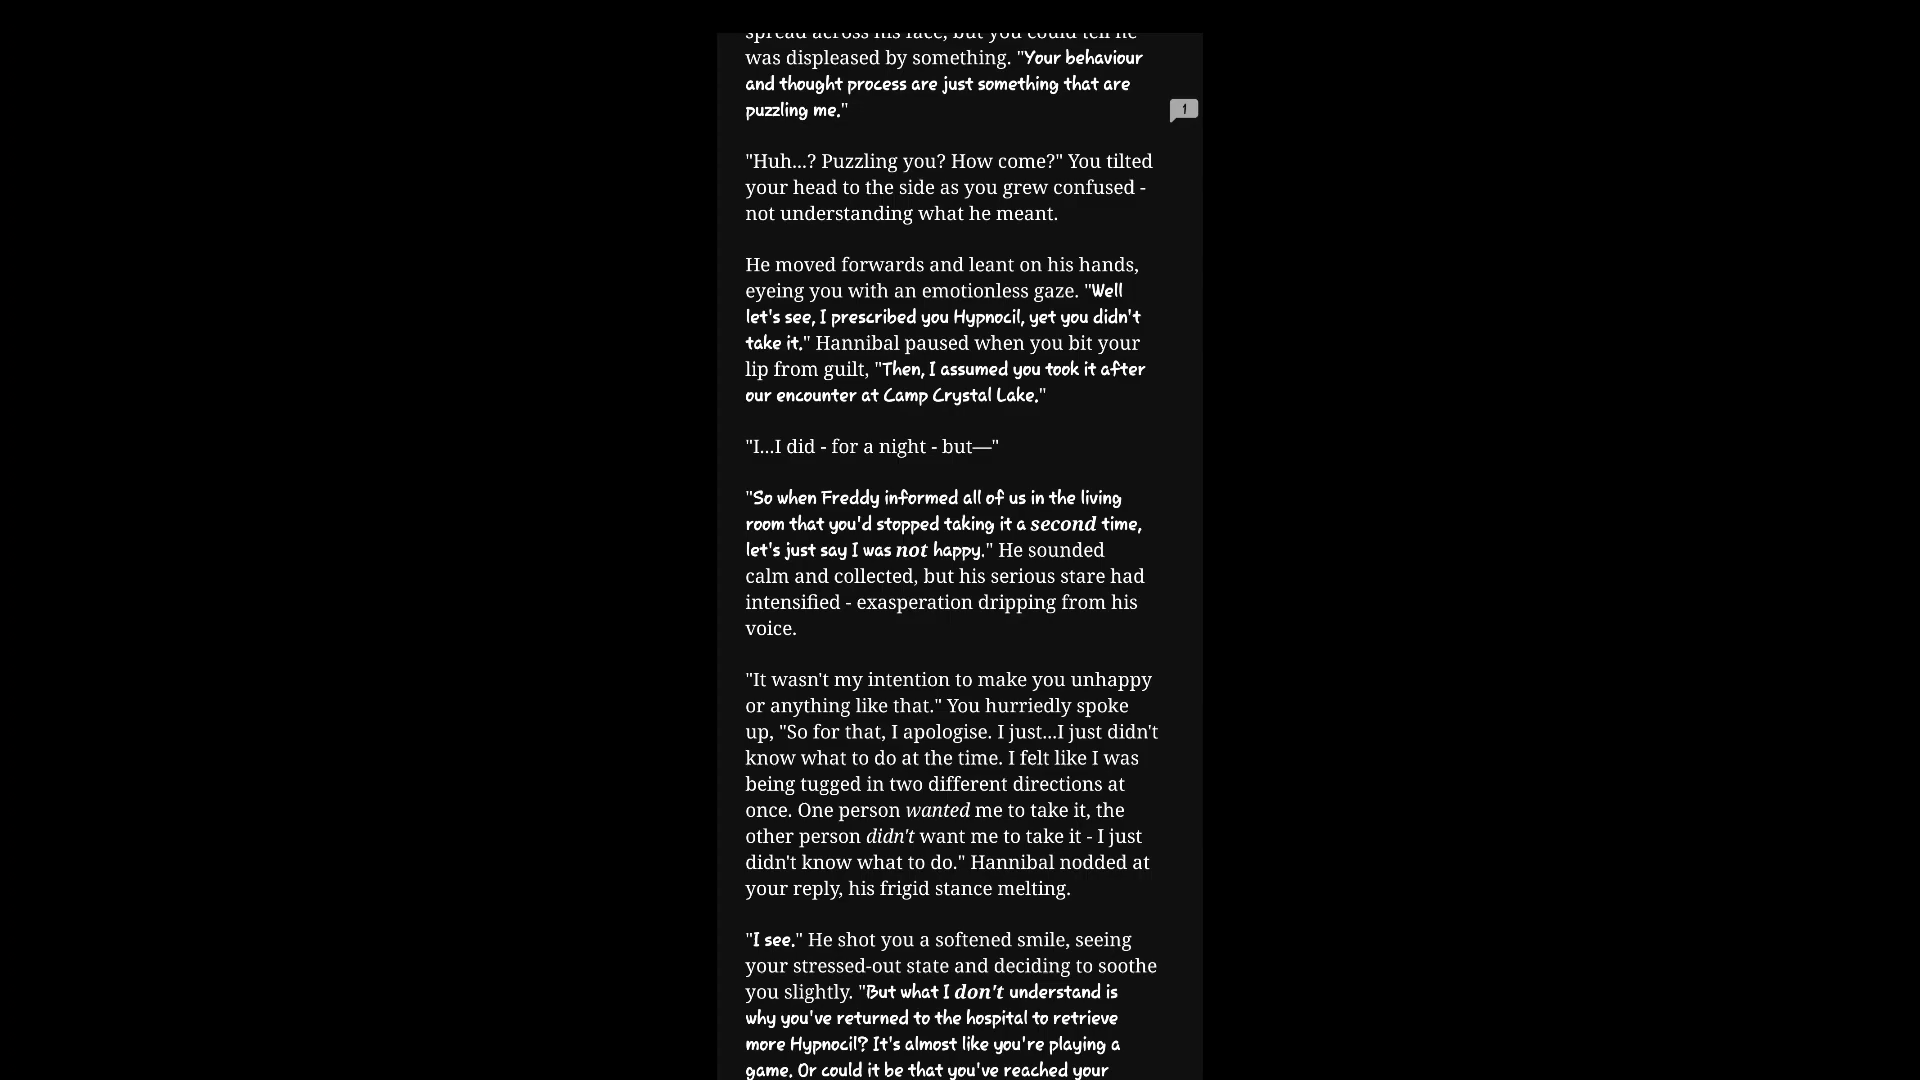 spread across his face, but you could tell he
was displeased by something. "Your behaviour
and thought process are just something that are
puzzling me."
1
"Huh...? Puzzling you? How come?" You tilted
your head to the side as you grew confused -
not understanding what he meant.
He moved forwards and leant on his hands,
eyeing you with an emotionless gaze. "Well
let's see, I prescribed you Hypnocil, yet you didn't
take it." Hannibal paused when you bit your
lip from guilt, "Then, I assumed you took it after
our encounter at Camp Crystal Lake."
"I...I did - for a night - but—"
"So when Freddy informed all of us in the living
room that you'd stopped taking it a second time,
let's just say I was not happy." He sounded
calm and collected, but his serious stare had
intensified - exasperation dripping from his
voice.
"It wasn't my intention to make you unhappy
or anything like that." You hurriedly spoke
up, "So for that, I apologise. I just...I just didn't
know what to do at the time. I felt like I was
being tugged in two different directions at
once. One person wanted me to take it, the
other person didn't want me to take it - I just
didn't know what to do." Hannibal nodded at
your reply, his frigid stance melting.
"I see." He shot you a softened smile, seeing
your stressed-out state and deciding to soothe
you slightly. "But what I don't understand is
why you've returned to the hospital to retrieve
more Hypnocil? It's almost like you're playing a
game. Or could it be that you've reached your